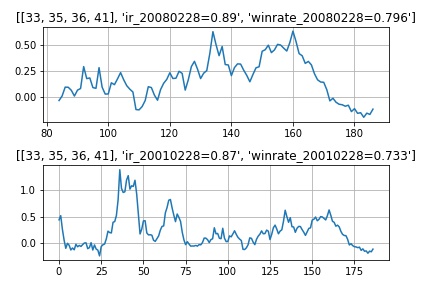 [[33, 35, 36, 41], 'ir_20080228=0.89', 'winrate_20080228=0.796']
0.50
0.25
0.00
80 100 120 140 160 180
[[33, 35, 36, 41], 'ir_20010228=0.87', 'winrate_20010228=0.733']
1.0
0.5
0.0
0 25 50 75 100 125 150 175